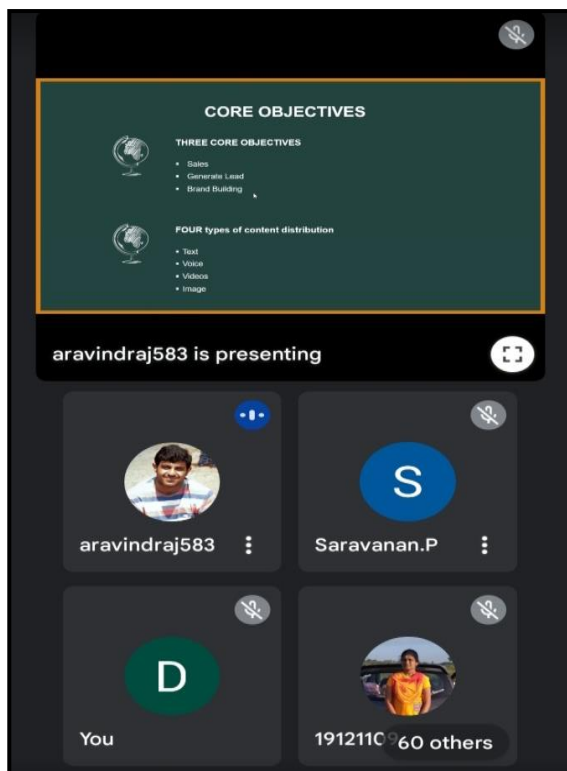 CORE OBJECTIVES
THREE CORE OBJECTIVES
• Sales
• Generate Lead
• Brand Building
FOUR types of content distribution
• Text
• Voice
• Videos
• Image
aravindraj583 is presenting
S
aravindraj583
Saravanan.P
D
You
1912110
60 others